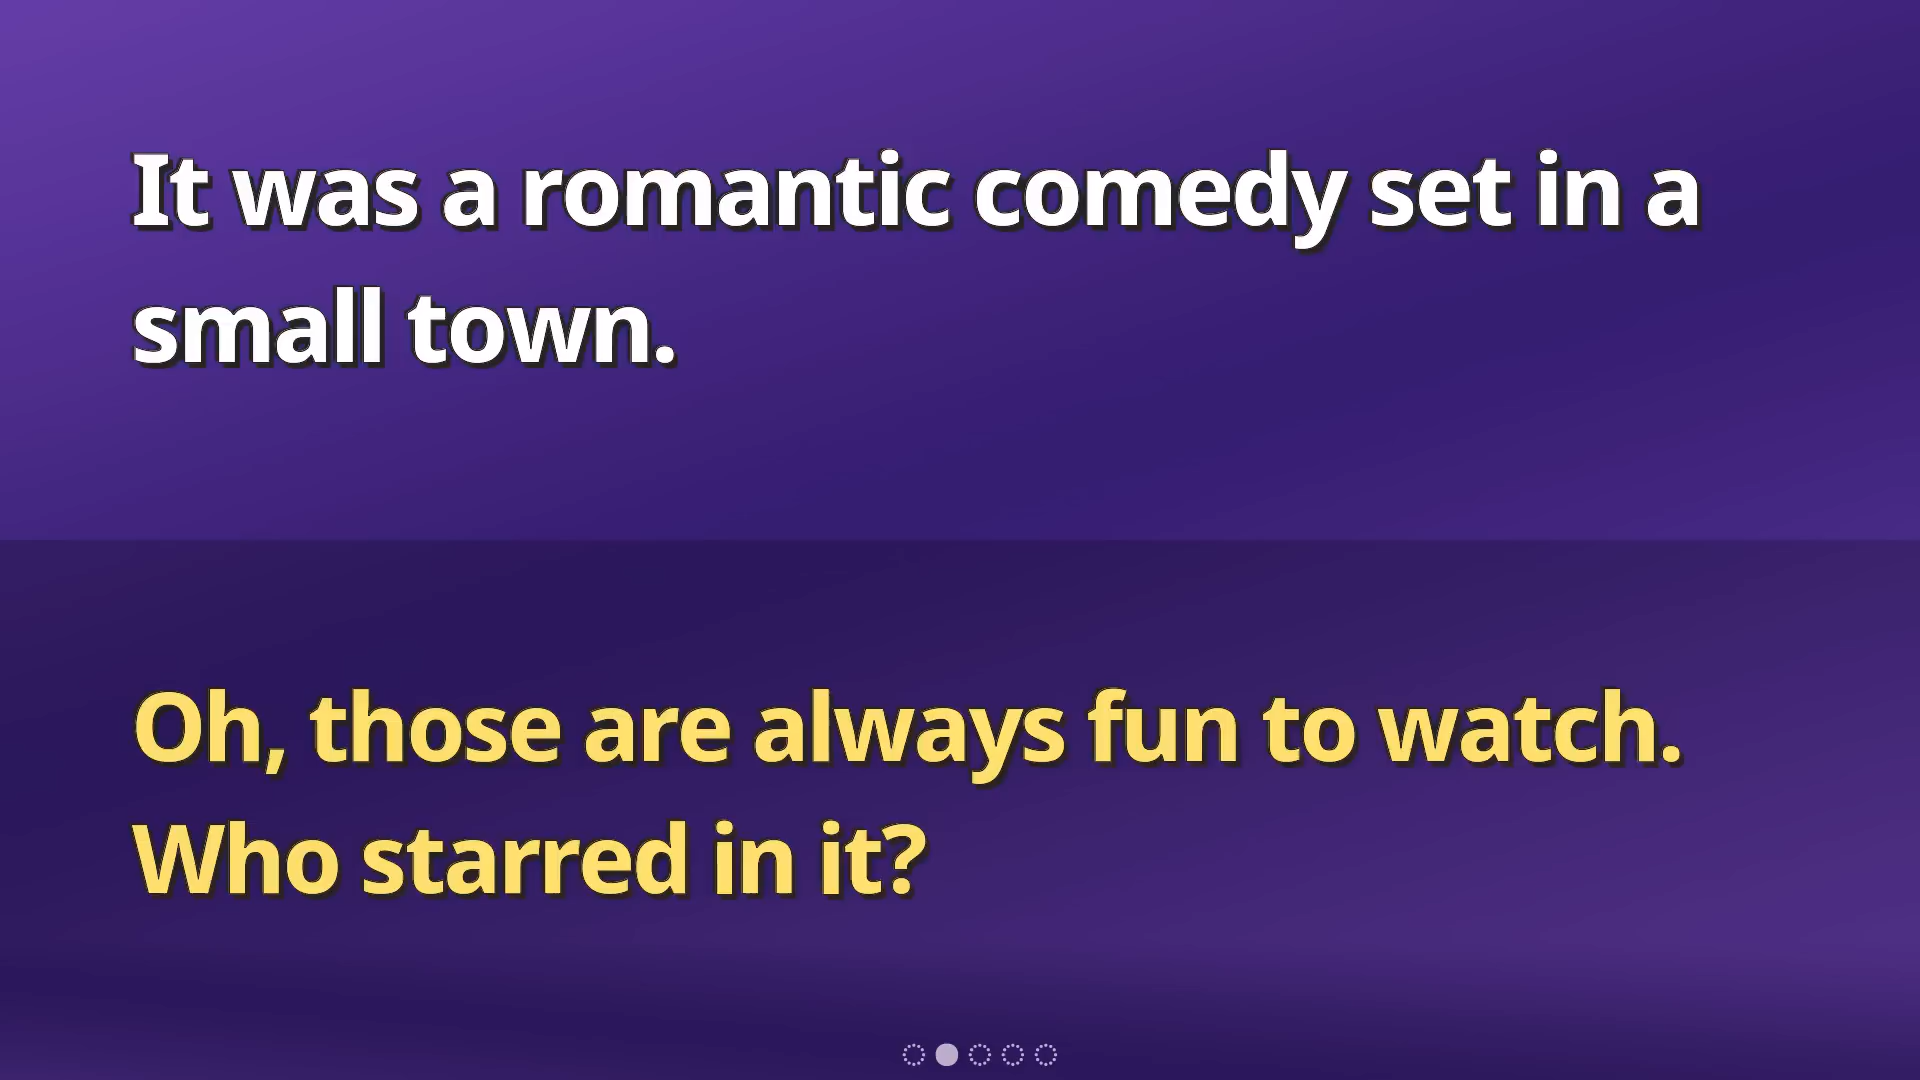 It was a romantic comedy set in a
small town.
Oh, those are always fun to watch.
Who starred in it?